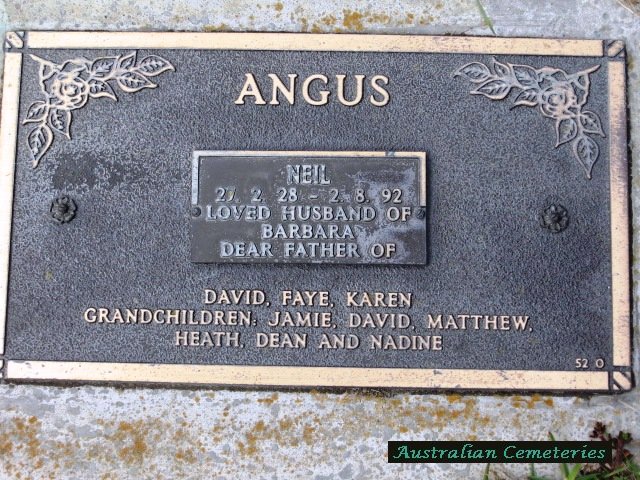 ANGUS
NEIL
27. 2. 28 - 2. 8. 92
LOVED HUSBAND OF
BARBARA
DEAR FATHER OF
DAVID, FAYE, KAREN
GRANDCHILDREN: JAMIE, DAVID, MATTHEW,
HEATH, DEAN AND NADINE
52 O
Australian Cemeteries